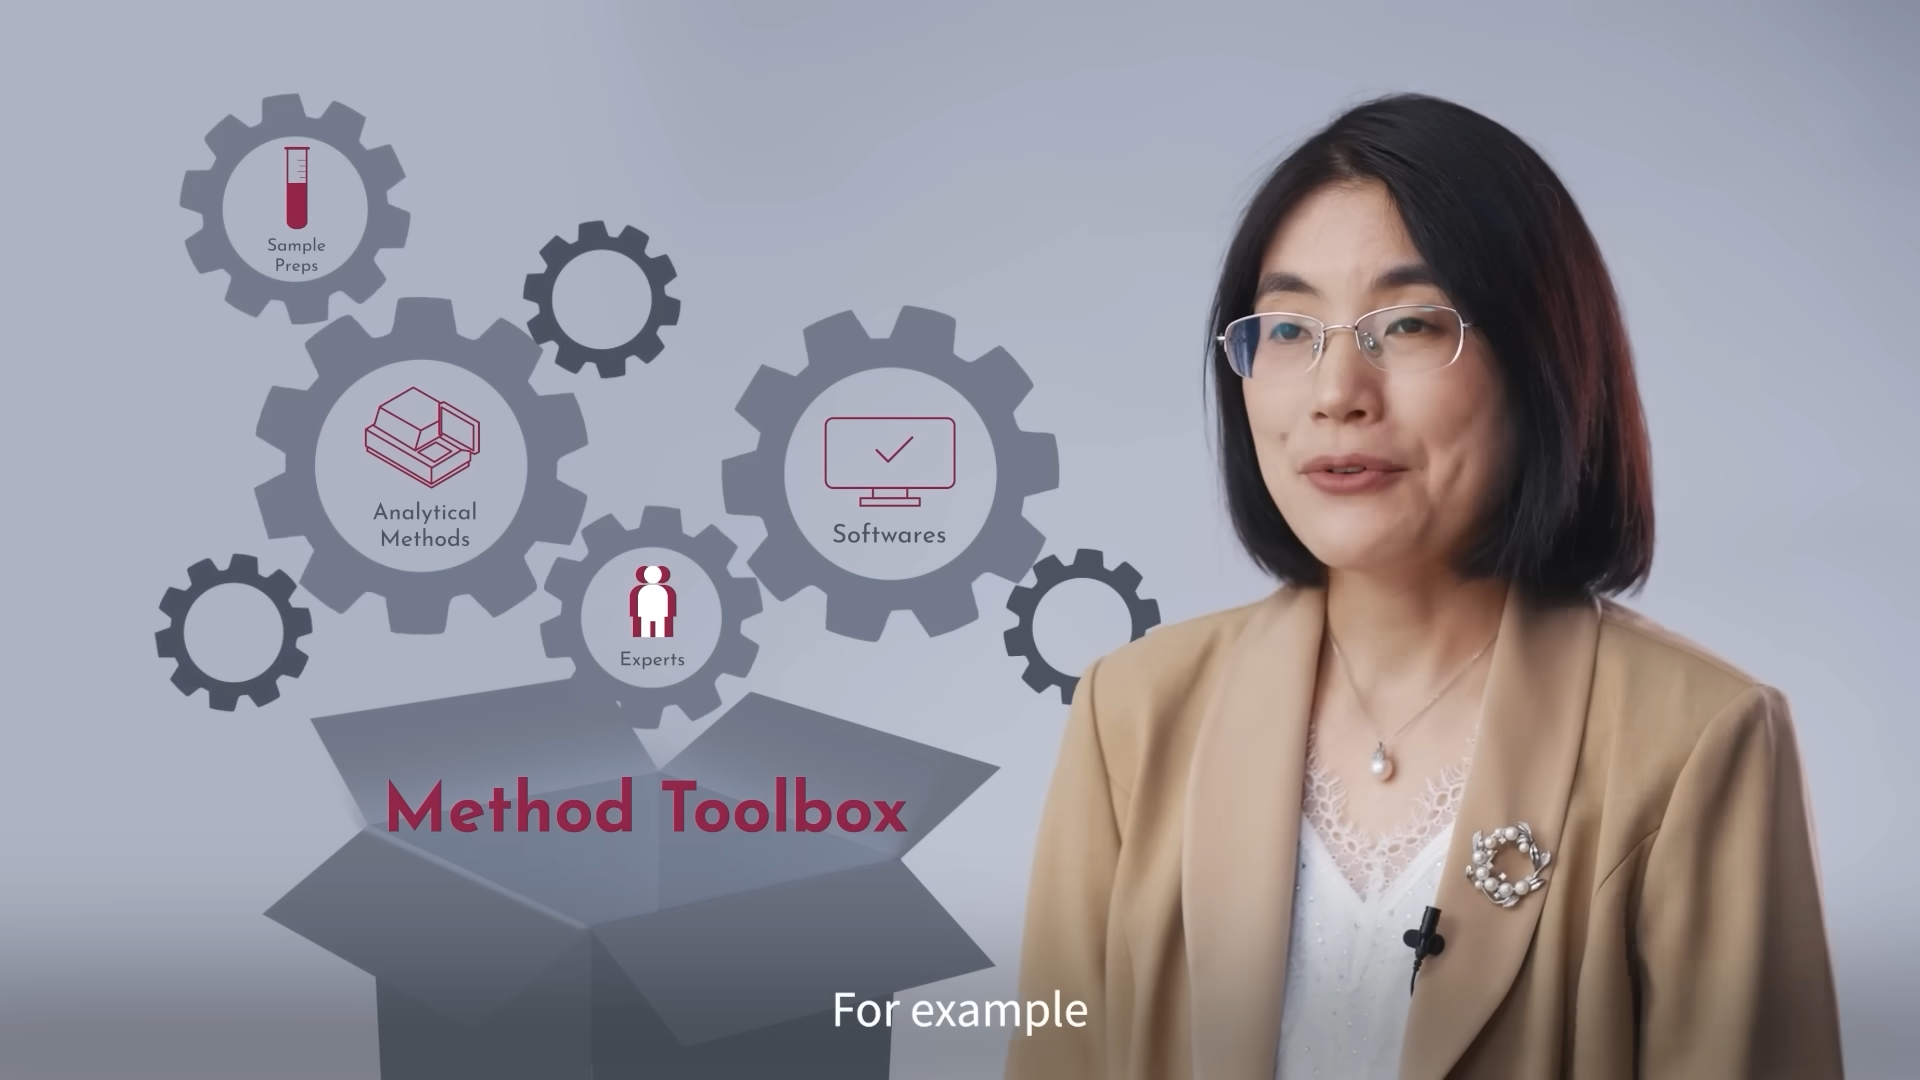 Sample
Preps
Analytical
Methods
Softwares
Experts
Method Toolbox
For example